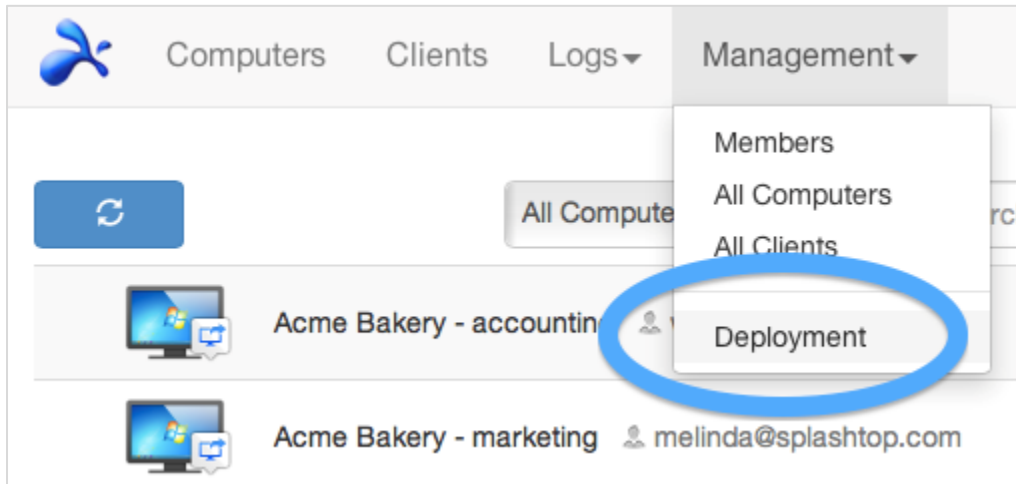 Computers Clients Logs Management
Members
All Computers
All Clients
Deployment
All Compute
Acme Bakery - accountin
Acme Bakery - marketing melinda@splashtop.com